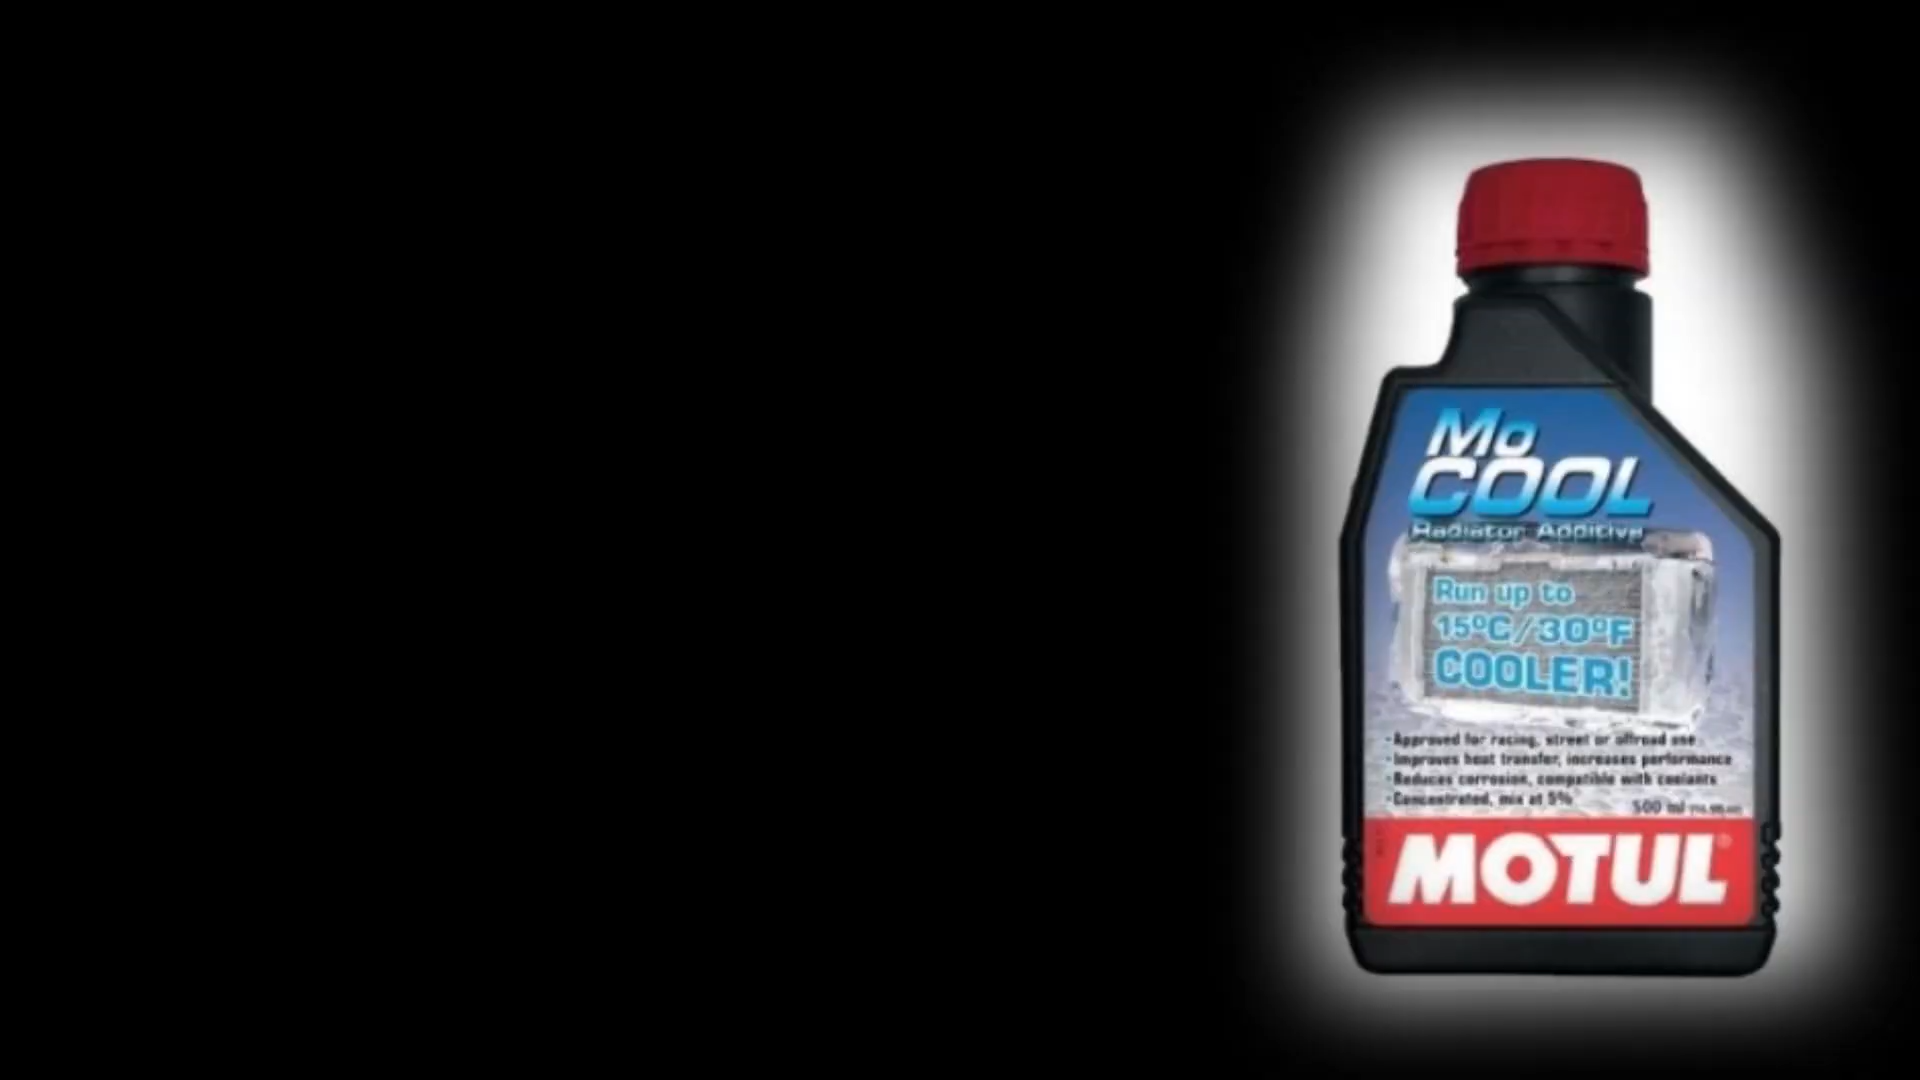 Mo
COOL
Radiator Additive
Run up to
15ºC/30ºF
COOLER!
·Approved for racing, street or offroad use
·Improves heat transfer, increases performance
·Reduces corrosion, compatible with coolants
·Concentrated, mix at 5%
500 ml
MOTUL®